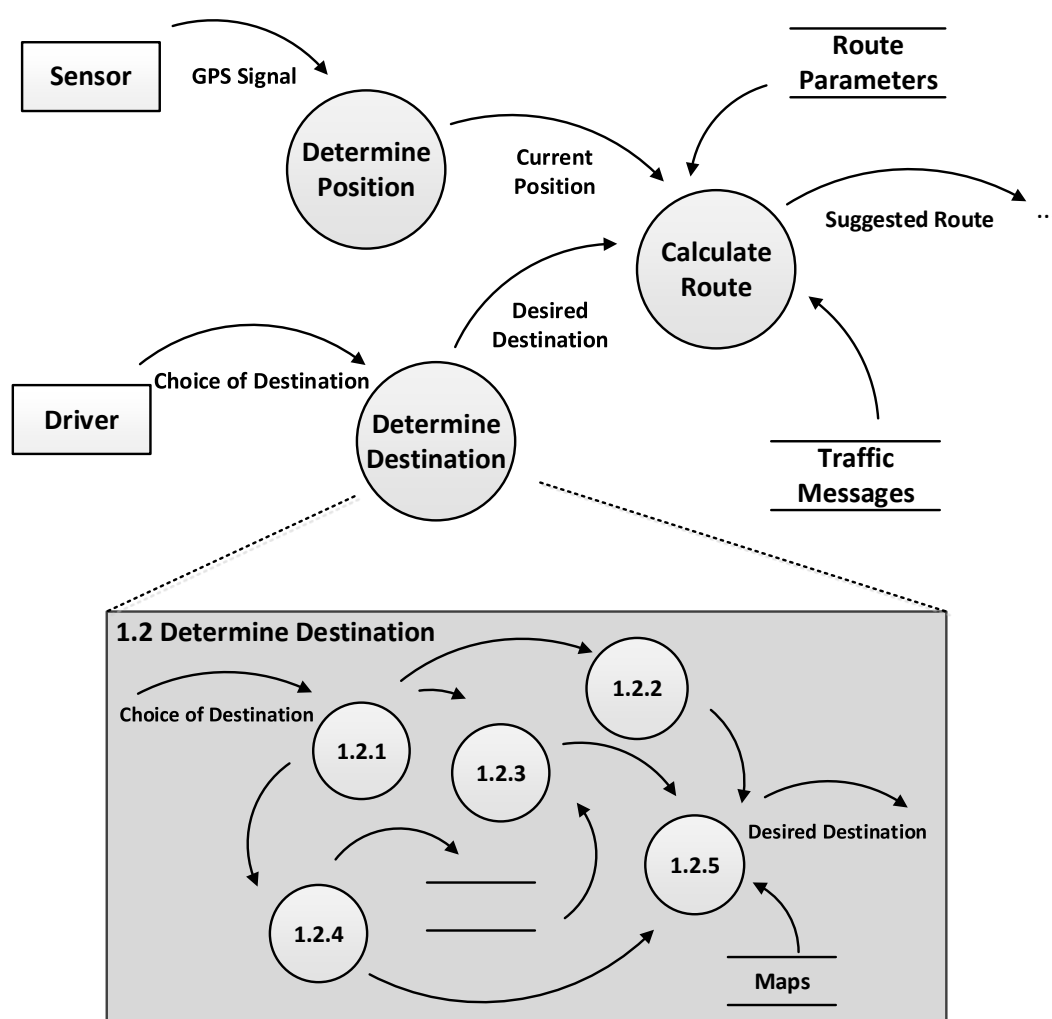 Sensor
GPS Signal
Route
Parameters
Determine
Position
Current
Position
Suggested Route
..
Calculate
Route
Desired
Destination
Choice of Destination
Driver
Determine
Destination
Traffic
Messages
1.2 Determine Destination
Choice of Destination
1.2.1
1.2.2
1.2.3
Desired Destination
1.2.5
1.2.4
Maps